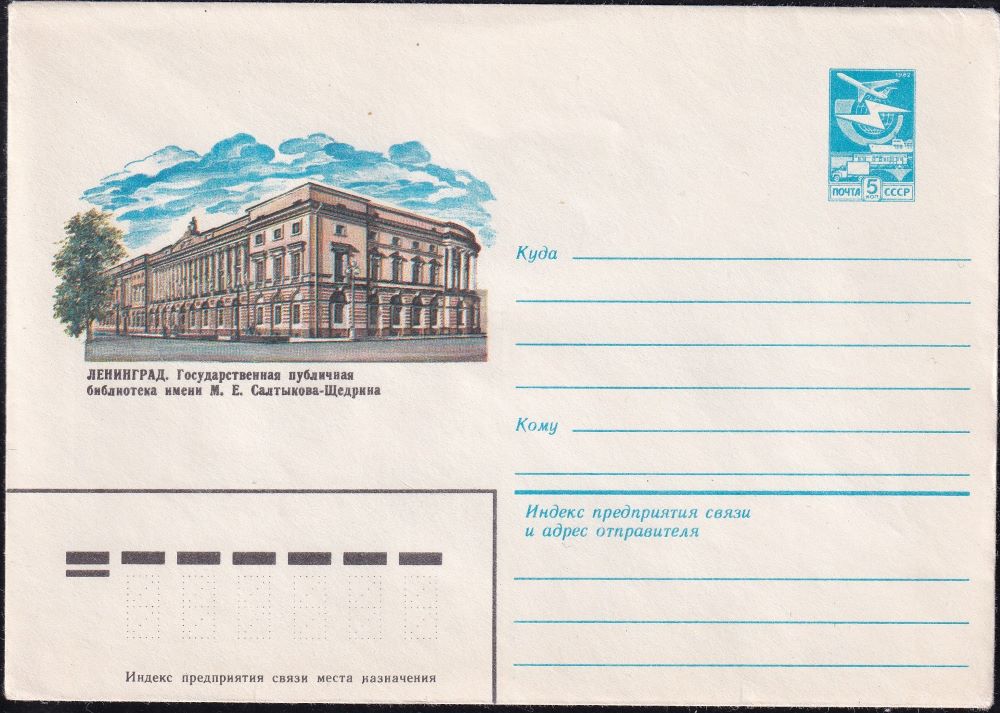 1982
ПОЧТА 5 КОП СССР
ЛЕНИНГРАД. Государственная публичная
библиотека имени М. Е. Салтыкова-Щедрина
Куда
Кому
Индекс предприятия связи
и адрес отправителя
Индекс предприятия связи места назначения